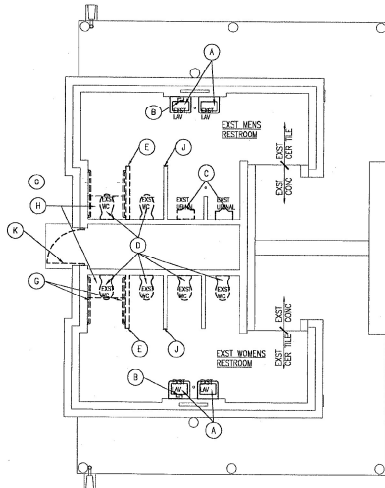 A
B
EXST LAV
EXST LAV
EXST MENS
RESTROOM
EXST CER TILE
EXST CONC
E
J
C
G
H
EXST WC
EXST WC
EXST URINAL
EXST URINAL
K
D
EXST WC
EXST WC
EXST WC
EXST WC
G
E
J
EXST CONC
EXST CER TILE
EXST WOMENS
RESTROOM
B
EXST LAV
EXST LAV
A